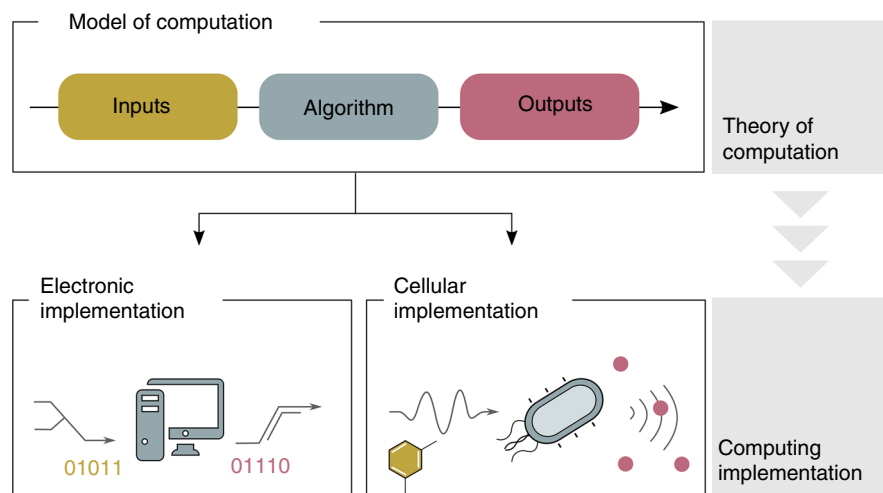 Model of computation
Inputs
Algorithm
Outputs
Theory of
computation
Electronic
implementation
Cellular
implementation
01011
01110
Computing
implementation